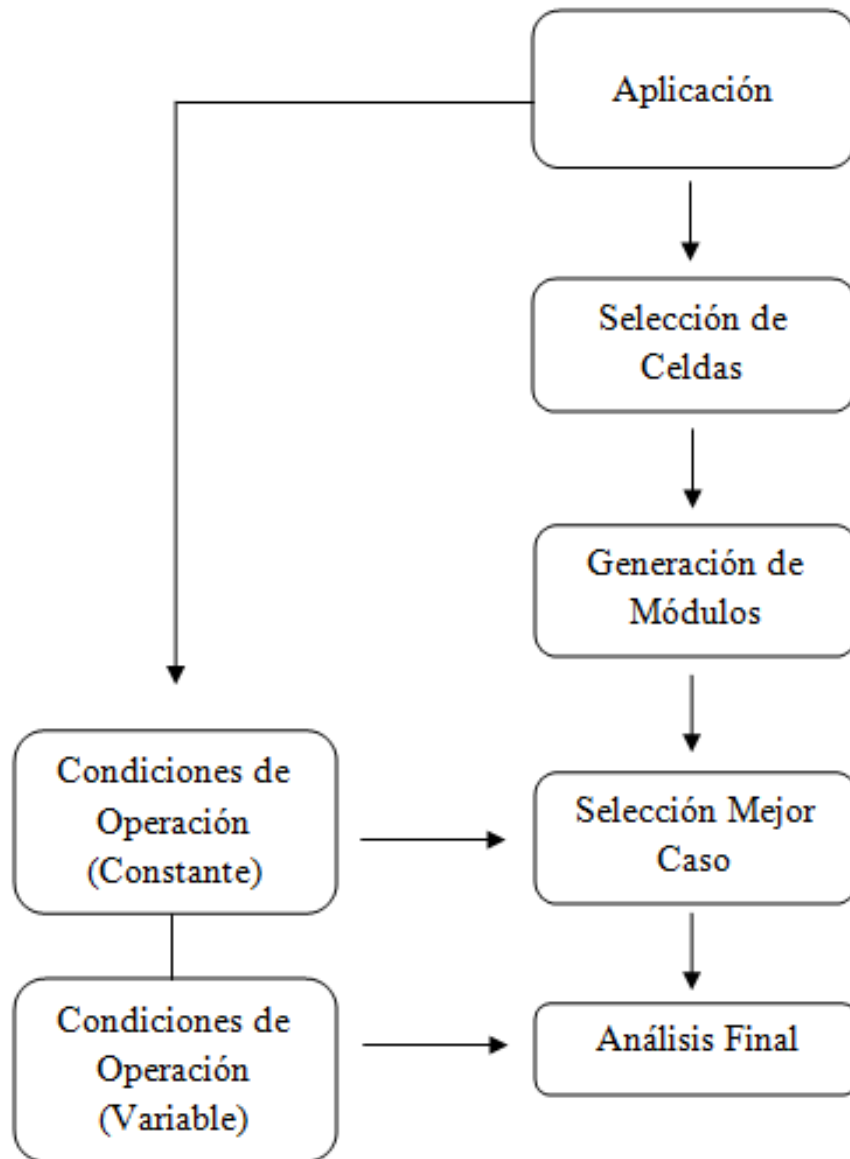 Aplicación
Selección de
Celdas
Generación de
Módulos
Condiciones de
Operación
(Constante)
Selección Mejor
Caso
Condiciones de
Operación
(Variable)
Análisis Final